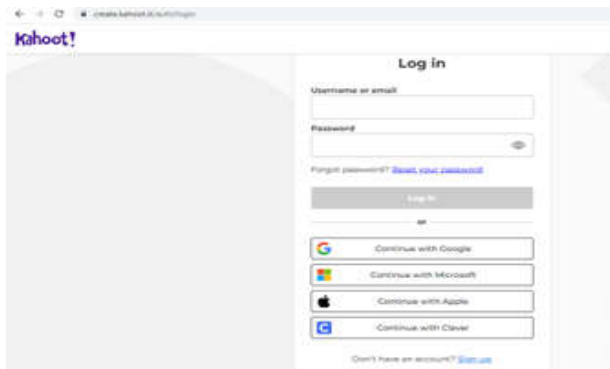 create.kahoot.it/auth/login
Kahoot!
Log in
Username or email
Password
Forgot password? Reset your password
Log in
or
Continue with Google
Continue with Microsoft
Continue with Apple
Continue with Clever
Don't have an account? Sign up